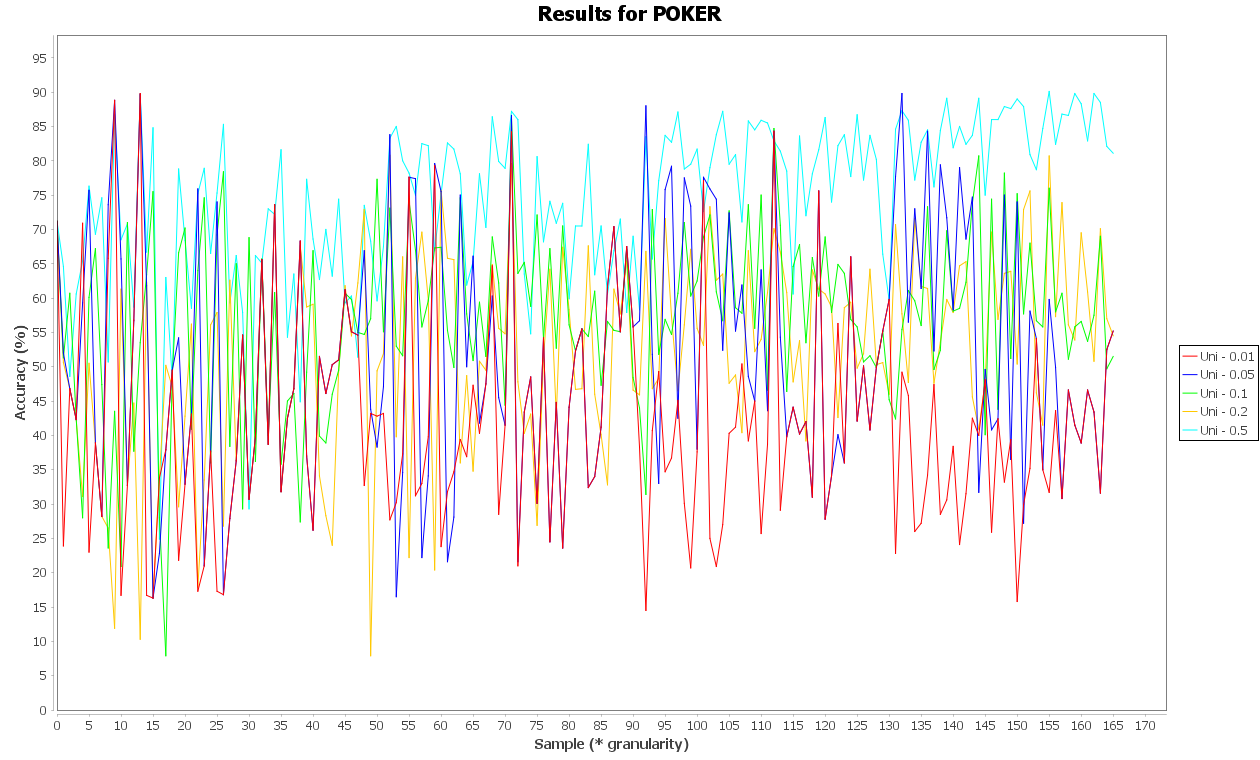 Results for POKER
Accuracy (%)
95
90
85
80
75
70
65
60
55
50
45
40
35
30
25
20
15
10
5
0
0 5 10 15 20 25 30 35 40 45 50 55 60 65 70 75 80 85 90 95 100 105 110 115 120 125 130 135 140 145 150 155 160 165 170
Sample (* granularity)
Uni - 0.01
Uni - 0.05
Uni - 0.1
Uni - 0.2
Uni - 0.5